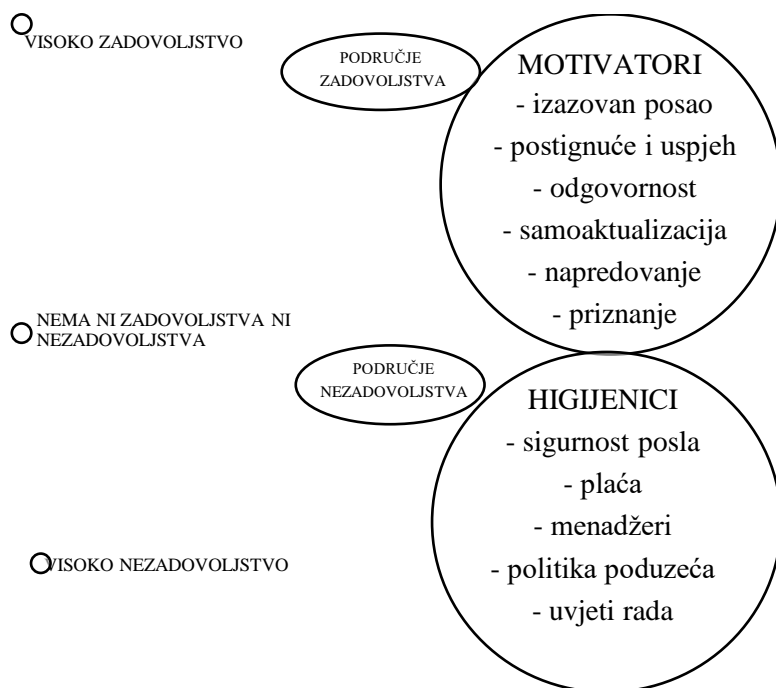 VISOKO ZADOVOLJSTVO
PODRUČJE
ZADOVOLJSTVA
MOTIVATORI
- izazovan posao
- postignuće i uspjeh
- odgovornost
- samoaktualizacija
- napredovanje
- priznanje
NEMA NI ZADOVOLJSTVA NI
NEZADOVOLJSTVA
PODRUČJE
NEZADOVOLJSTVA
HIGIJENICI
- sigurnost posla
- plaća
- menadžeri
- politika poduzeća
- uvjeti rada
VISOKO NEZADOVOLJSTVO